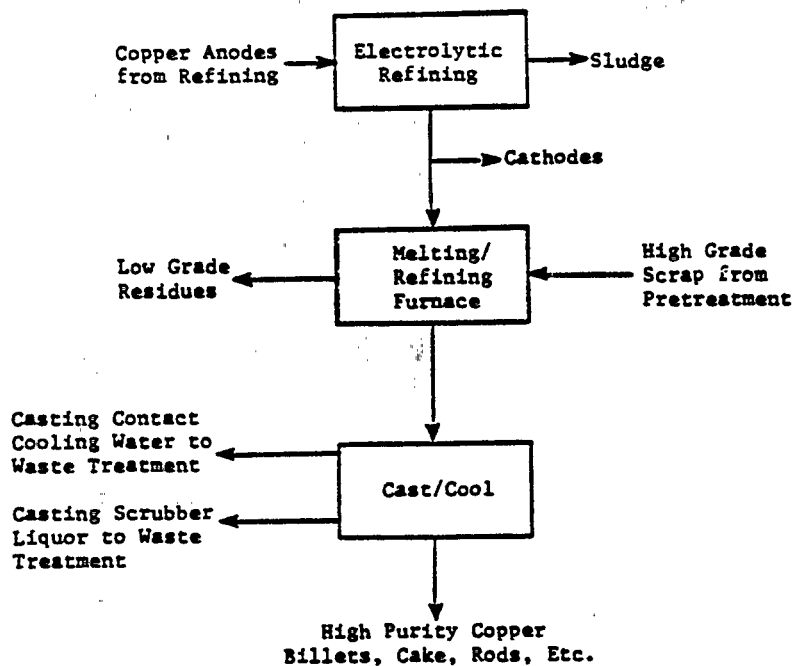 Copper Anodes
from Refining
Electrolytic
Refining
Sludge
Cathodes
Low Grade
Residues
Melting/
Refining
Furnace
High Grade
Scrap from
Pretreatment
Casting Contact
Cooling Water to
Waste Treatment
Cast/Cool
Casting Scrubber
Liquor to Waste
Treatment
High Purity Copper
Billets, Cake, Rods, Etc.